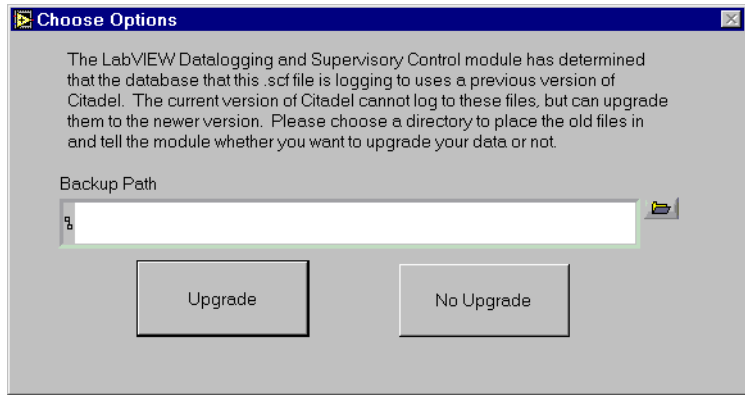 Choose Options
The LabVIEW Datalogging and Supervisory Control module has determined
that the database that this .scf file is logging to uses a previous version of
Citadel.  The current version of Citadel cannot log to these files, but can upgrade
them to the newer version.  Please choose a directory to place the old files in
and tell the module whether you want to upgrade your data or not.
Backup Path
Upgrade
No Upgrade